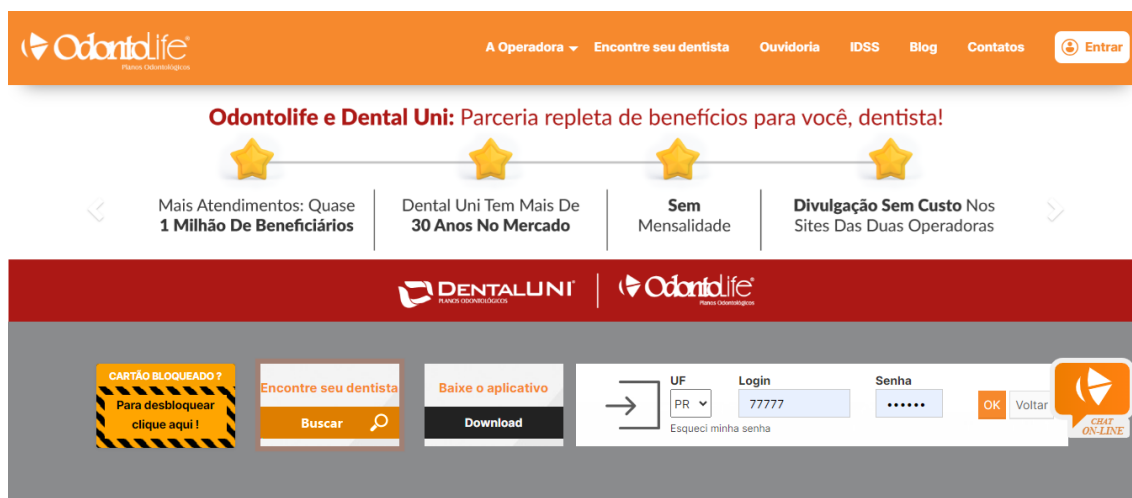 OdontoLife®
Planos Odontológicos
A Operadora
Encontre seu dentista
Ouvidoria
IDSS
Blog
Contatos
Entrar
Odontolife e Dental Uni: Parceria repleta de benefícios para você, dentista!
Mais Atendimentos: Quase
1 Milhão De Beneficiários
Dental Uni Tem Mais De
30 Anos No Mercado
Sem
Mensalidade
Divulgação Sem Custo Nos
Sites Das Duas Operadoras
DENTALUNI
PLANOS ODONTOLÓGICOS
OdontoLife®
Planos Odontológicos
CARTÃO BLOQUEADO ?
Para desbloquear
clique aqui !
Encontre seu dentista
Buscar
Baixe o aplicativo
Download
UF
PR
Login
77777
Senha
••••••
OK
Voltar
Esqueci minha senha
CHAT
ON-LINE